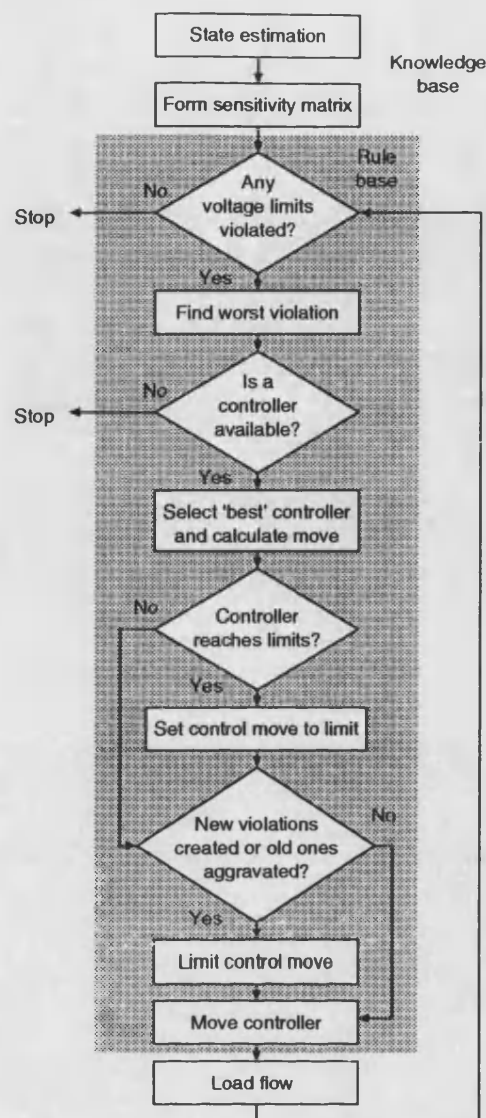 State estimation
Knowledge
base
Form sensitivity matrix
Rule
base
No
Any
voltage limits
violated?
Stop
Yes
Find worst violation
No
Is a
controller
available?
Stop
Yes
Select 'best' controller
and calculate move
No
Controller
reaches limits?
Yes
Set control move to limit
No
New violations
created or old ones
aggravated?
Yes
Limit control move
Move controller
Load flow